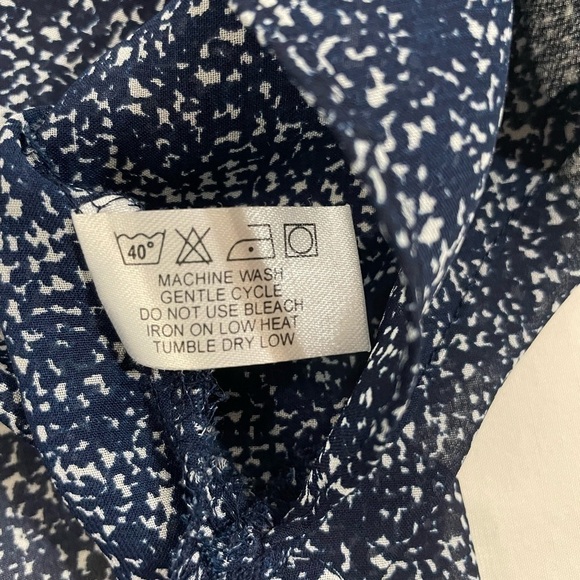 40°
MACHINE WASH
GENTLE CYCLE
DO NOT USE BLEACH
IRON ON LOW HEAT
TUMBLE DRY LOW